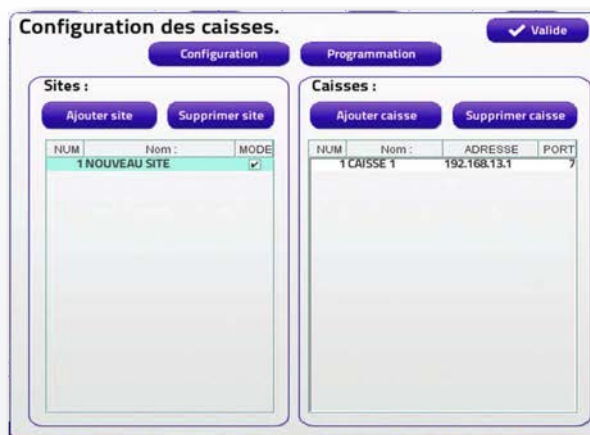 Configuration des caisses.
Valide
Configuration Programmation
Sites :
Ajouter site Supprimer site
NUM Nom : MODE
1 NOUVEAU SITE
Caisses :
Ajouter caisse Supprimer caisse
NUM Nom : ADRESSE PORT
1 CAISSE 1 192.168.13.1 7